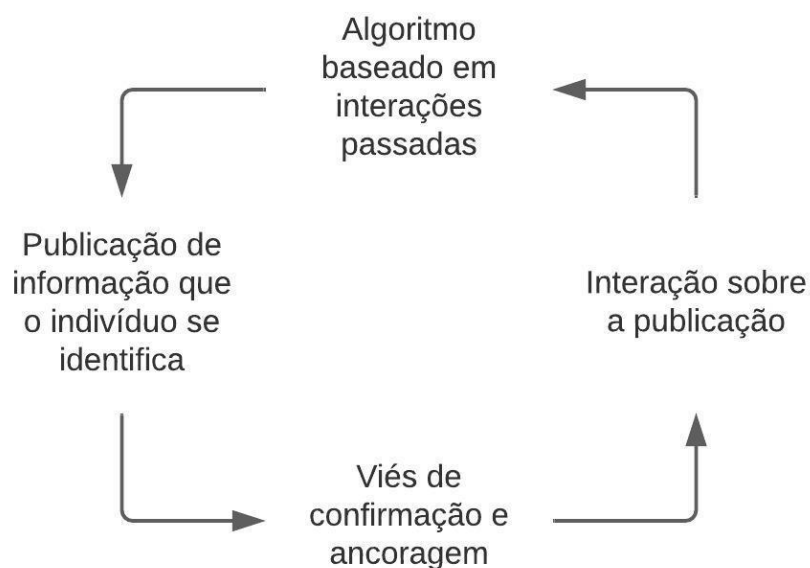 Algoritmo
baseado em
interações
passadas
Publicação de
informação que
o indivíduo se
identifica
Interação sobre
a publicação
Viés de
confirmação e
ancoragem